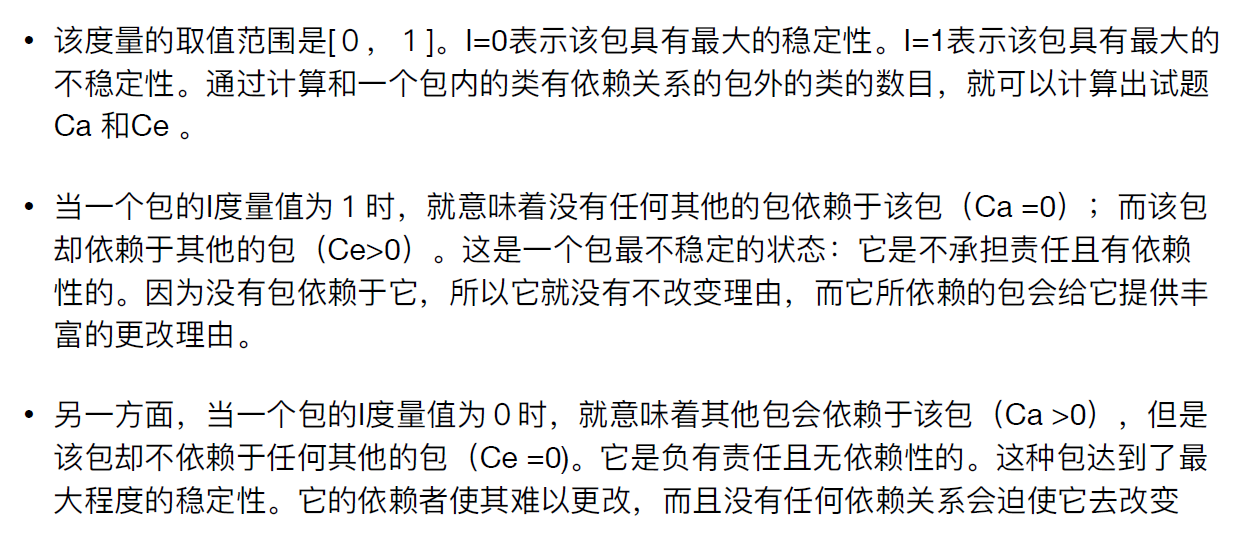 • 该度量的取值范围是[０，１]。I=0表示该包具有最大的稳定性。I=1表示该包具有最大的
不稳定性。通过计算和一个包内的类有依赖关系的包外的类的数目，就可以计算出试题
Ca 和Ce 。
• 当一个包的I度量值为１时，就意味着没有任何其他的包依赖于该包（Ca =0）；而该包
却依赖于其他的包（Ce>0）。这是一个包最不稳定的状态：它是不承担责任且有依赖
性的。因为没有包依赖于它，所以它就没有不改变理由，而它所依赖的包会给它提供丰
富的更改理由。
• 另一方面，当一个包的I度量值为０时，就意味着其他包会依赖于该包（Ca >0），但是
该包却不依赖于任何其他的包（Ce =0)。它是负有责任且无依赖性的。这种包达到了最
大程度的稳定性。它的依赖者使其难以更改，而且没有任何依赖关系会迫使它去改变